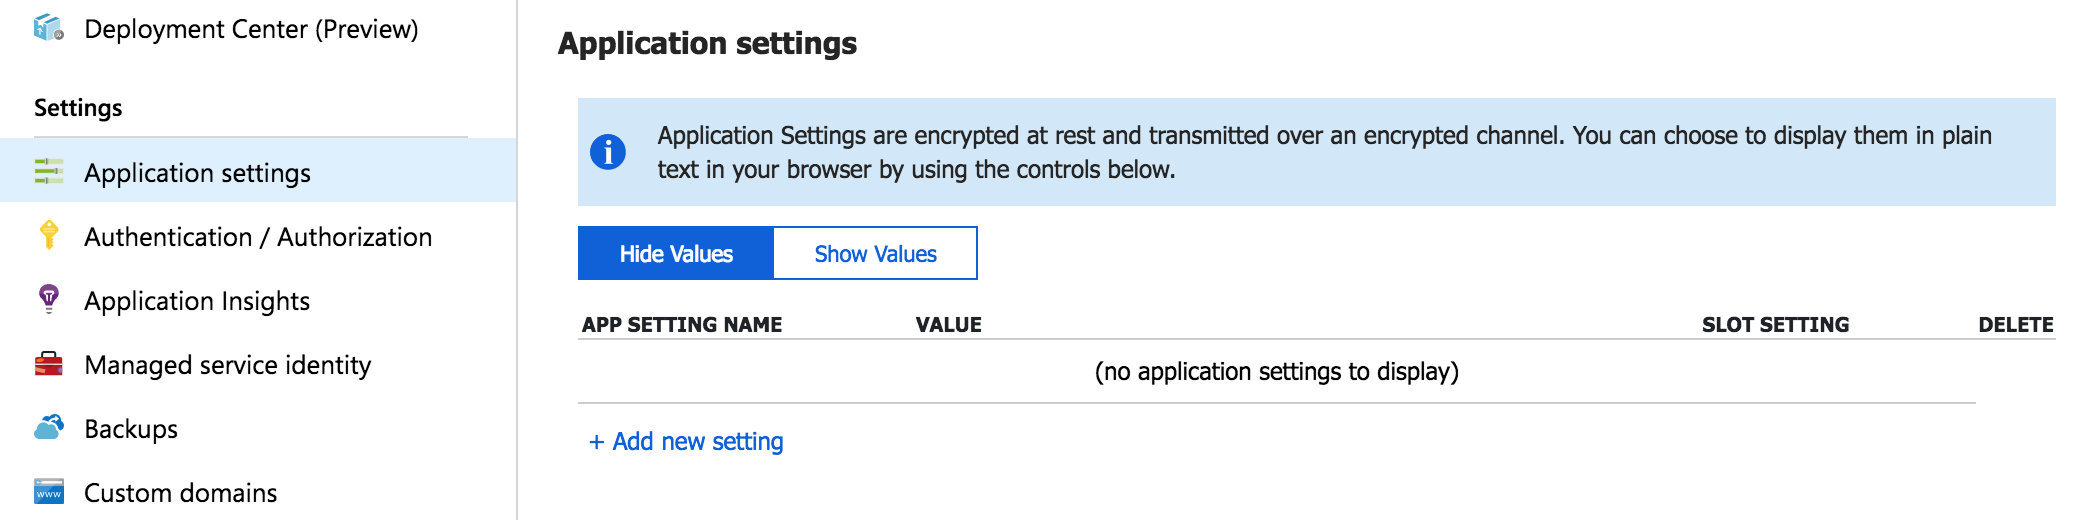 Deployment Center (Preview)
Settings
Application settings
Authentication / Authorization
Application Insights
Managed service identity
Backups
www
Custom domains
Application settings
i
Application Settings are encrypted at rest and transmitted over an encrypted channel. You can choose to display them in plain
text in your browser by using the controls below.
Hide Values Show Values
APP SETTING NAME VALUE SLOT SETTING DELETE
(no application settings to display)
+ Add new setting